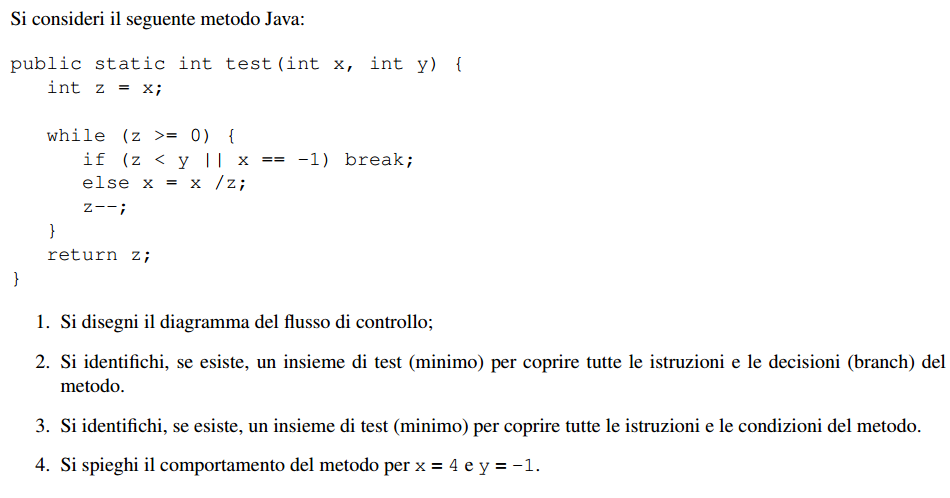 Si consideri il seguente metodo Java:
public static int test(int x, int y) {
int z = x;
while (z >= 0) {
if (z < y || x == -1) break;
else x = x /z;
z--;
}
return z;
}
1. Si disegni il diagramma del flusso di controllo;
2. Si identifichi, se esiste, un insieme di test (minimo) per coprire tutte le istruzioni e le decisioni (branch) del
metodo.
3. Si identifichi, se esiste, un insieme di test (minimo) per coprire tutte le istruzioni e le condizioni del metodo.
4. Si spieghi il comportamento del metodo per x = 4 e y = -1.